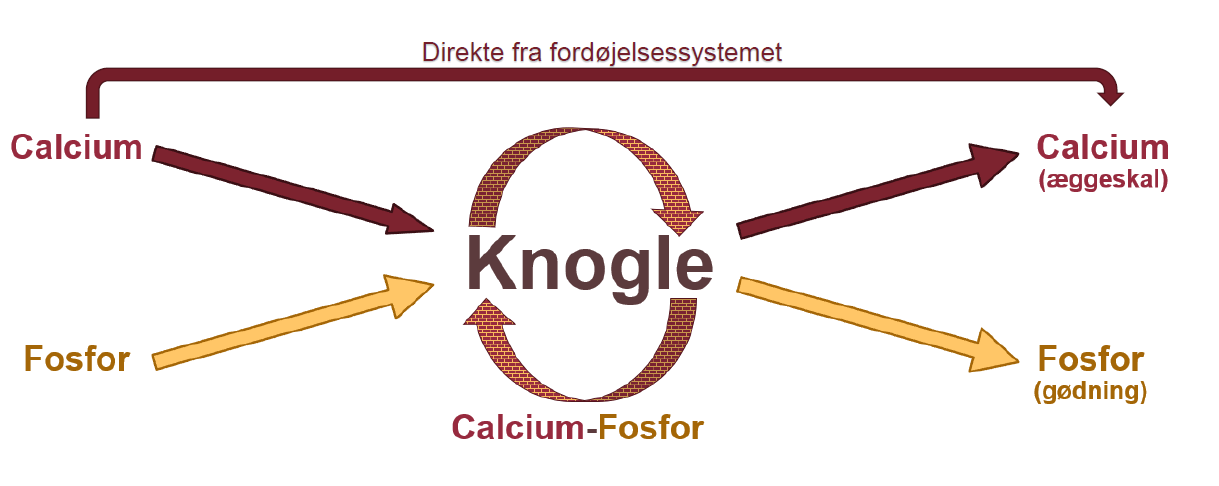 Direkte fra fordøjelsessystemet
Calcium
Calcium
(æggeskal)
Knogle
Fosfor
Fosfor
(gødning)
Calcium-Fosfor